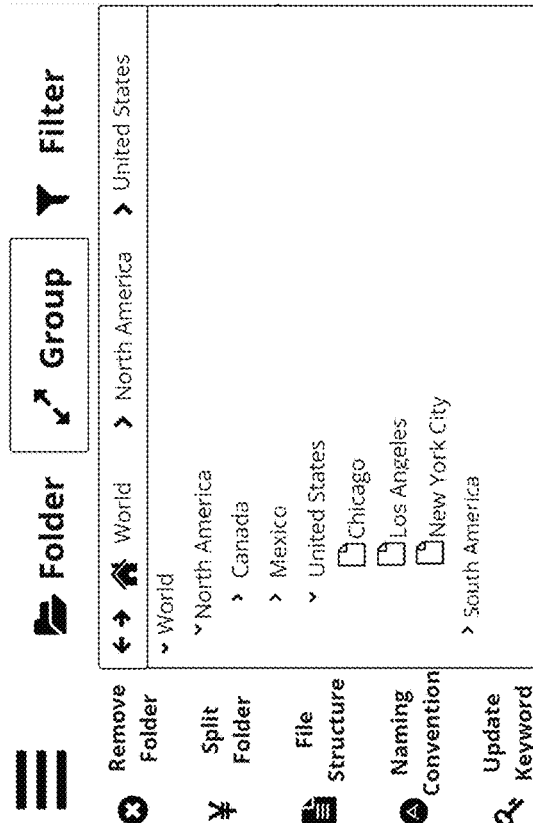 Folder
Group
Filter
World
North America
United States
Remove
Folder
Split
Folder
File
Structure
Naming
Convention
Update
Keyword
World
North America
Canada
Mexico
United States
Chicago
Los Angeles
New York City
South America